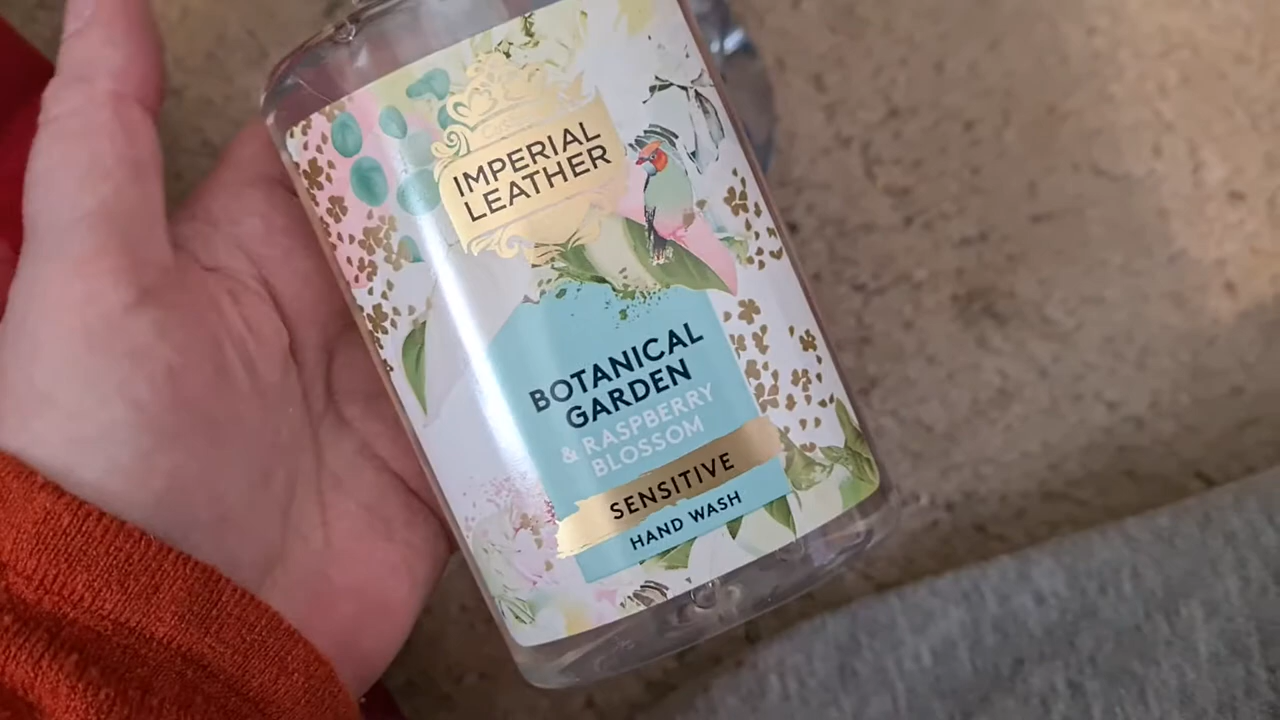 IMPERIAL
LEATHER
BOTANICAL
GARDEN
& RASPBERRY
BLOSSOM
SENSITIVE
HAND WASH